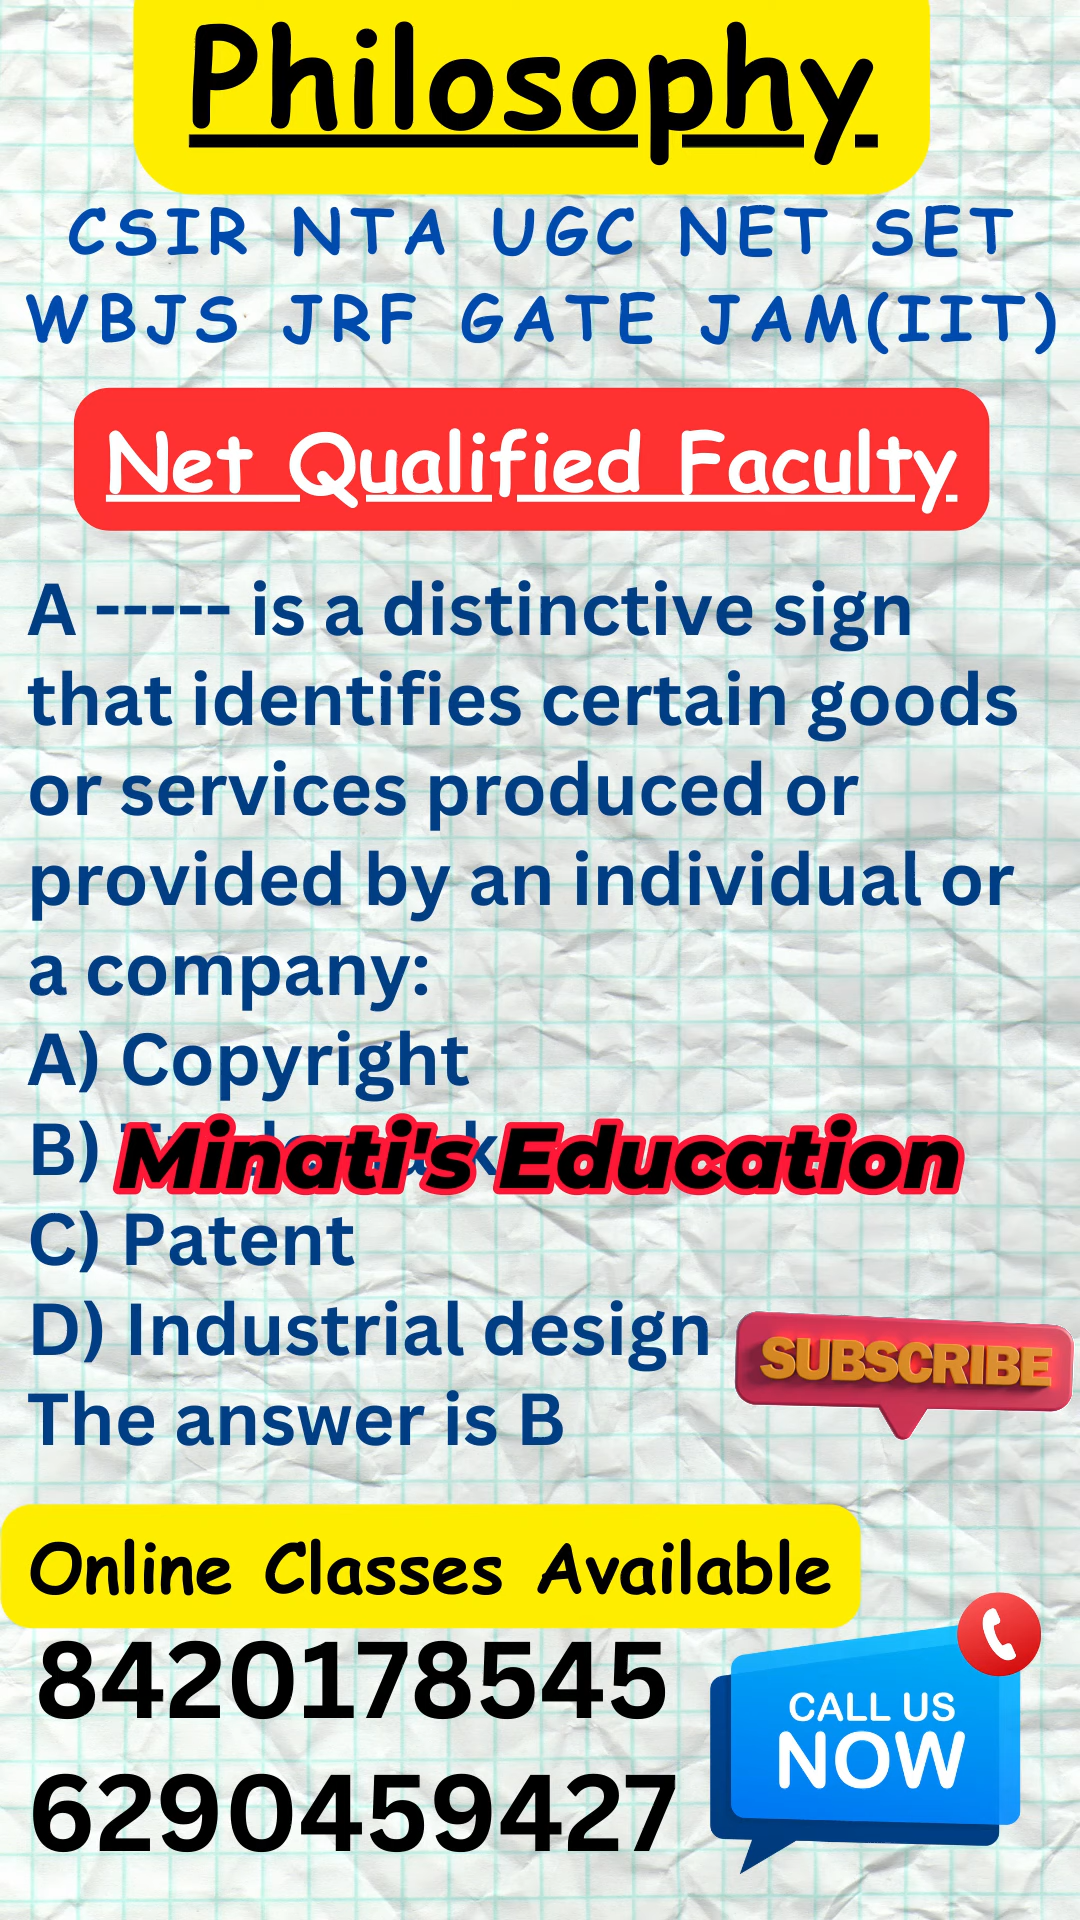 Philosophy
CSIR NTA UGC NET SET
WBJS JRF GATE JAM(IIT)
Net Qualified Faculty
A ----- is a distinctive sign
that identifies certain goods
or services produced or
provided by an individual or
a company:
A) Copyright
B)
Minati's Education
C) Patent
D) Industrial design
SUBSCRIBE
The answer is B
Online Classes Available
8420178545
6290459427
CALL US
NOW